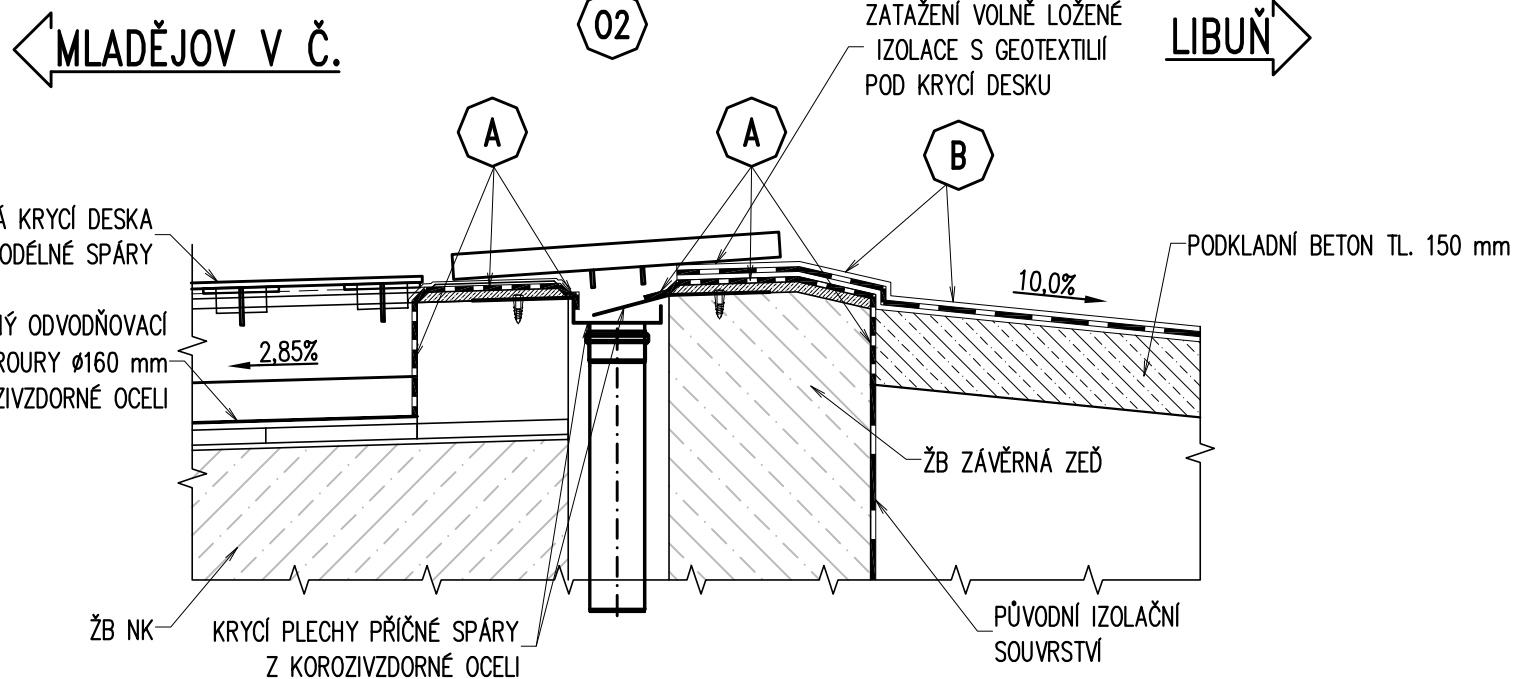 MLADĚJOV V Č.
02
ZATAŽENÍ VOLNĚ LOŽENÉ
IZOLACE S GEOTEXTILIÍ
POD KRYCÍ DESKU
LIBUŇ
A
A
B
KRYCÍ DESKA
SPÁRY
PODKLADNÍ BETON TL. 150 mm
10,0%
ODVODŇOVACÍ
ROURY ø160 mm
OCELI
2,85%
ŽB ZÁVĚRNÁ ZEĎ
ŽB NK
KRYCÍ PLECHY PŘÍČNÉ SPÁRY
Z KOROZIVZDORNÉ OCELI
PŮVODNÍ IZOLAČNÍ
SOUVRSTVÍ